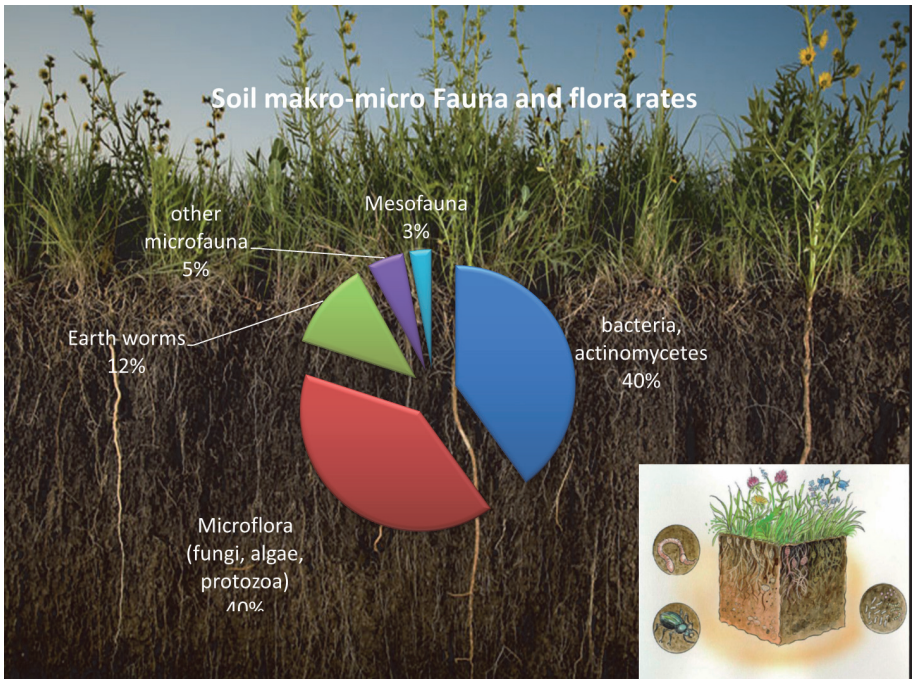 Soil makro-micro Fauna and flora rates
Mesofauna
3%
other
microfauna
5%
Earth worms
12%
bacteria,
actinomycetes
40%
Microflora
(fungi, algae,
protozoa)
40%